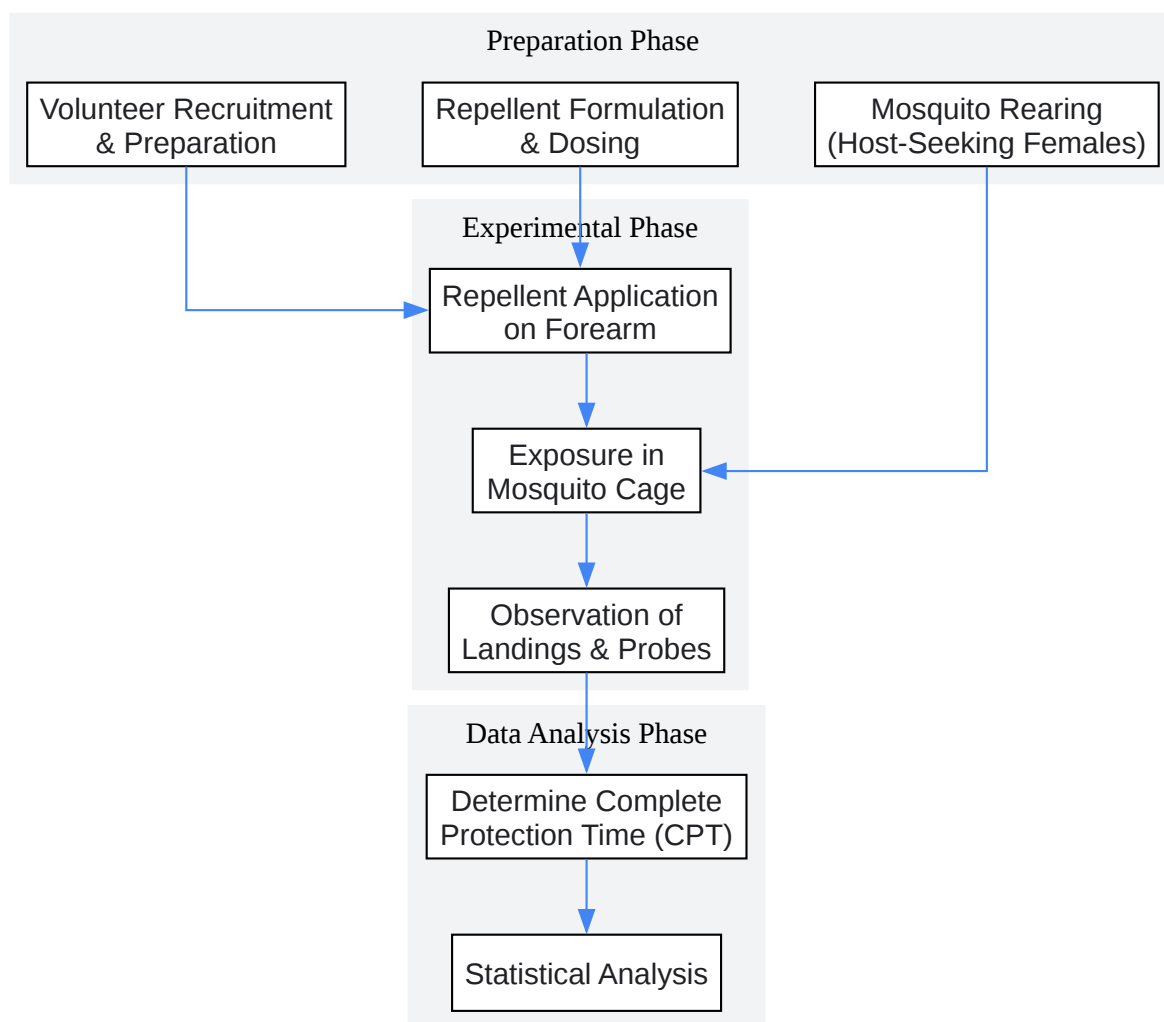 Preparation Phase
Volunteer Recruitment
& Preparation
Repellent Formulation
& Dosing
Mosquito Rearing
(Host-Seeking Females)
Experimental Phase
Repellent Application
on Forearm
Exposure in
Mosquito Cage
Observation of
Landings & Probes
Data Analysis Phase
Determine Complete
Protection Time (CPT)
Statistical Analysis